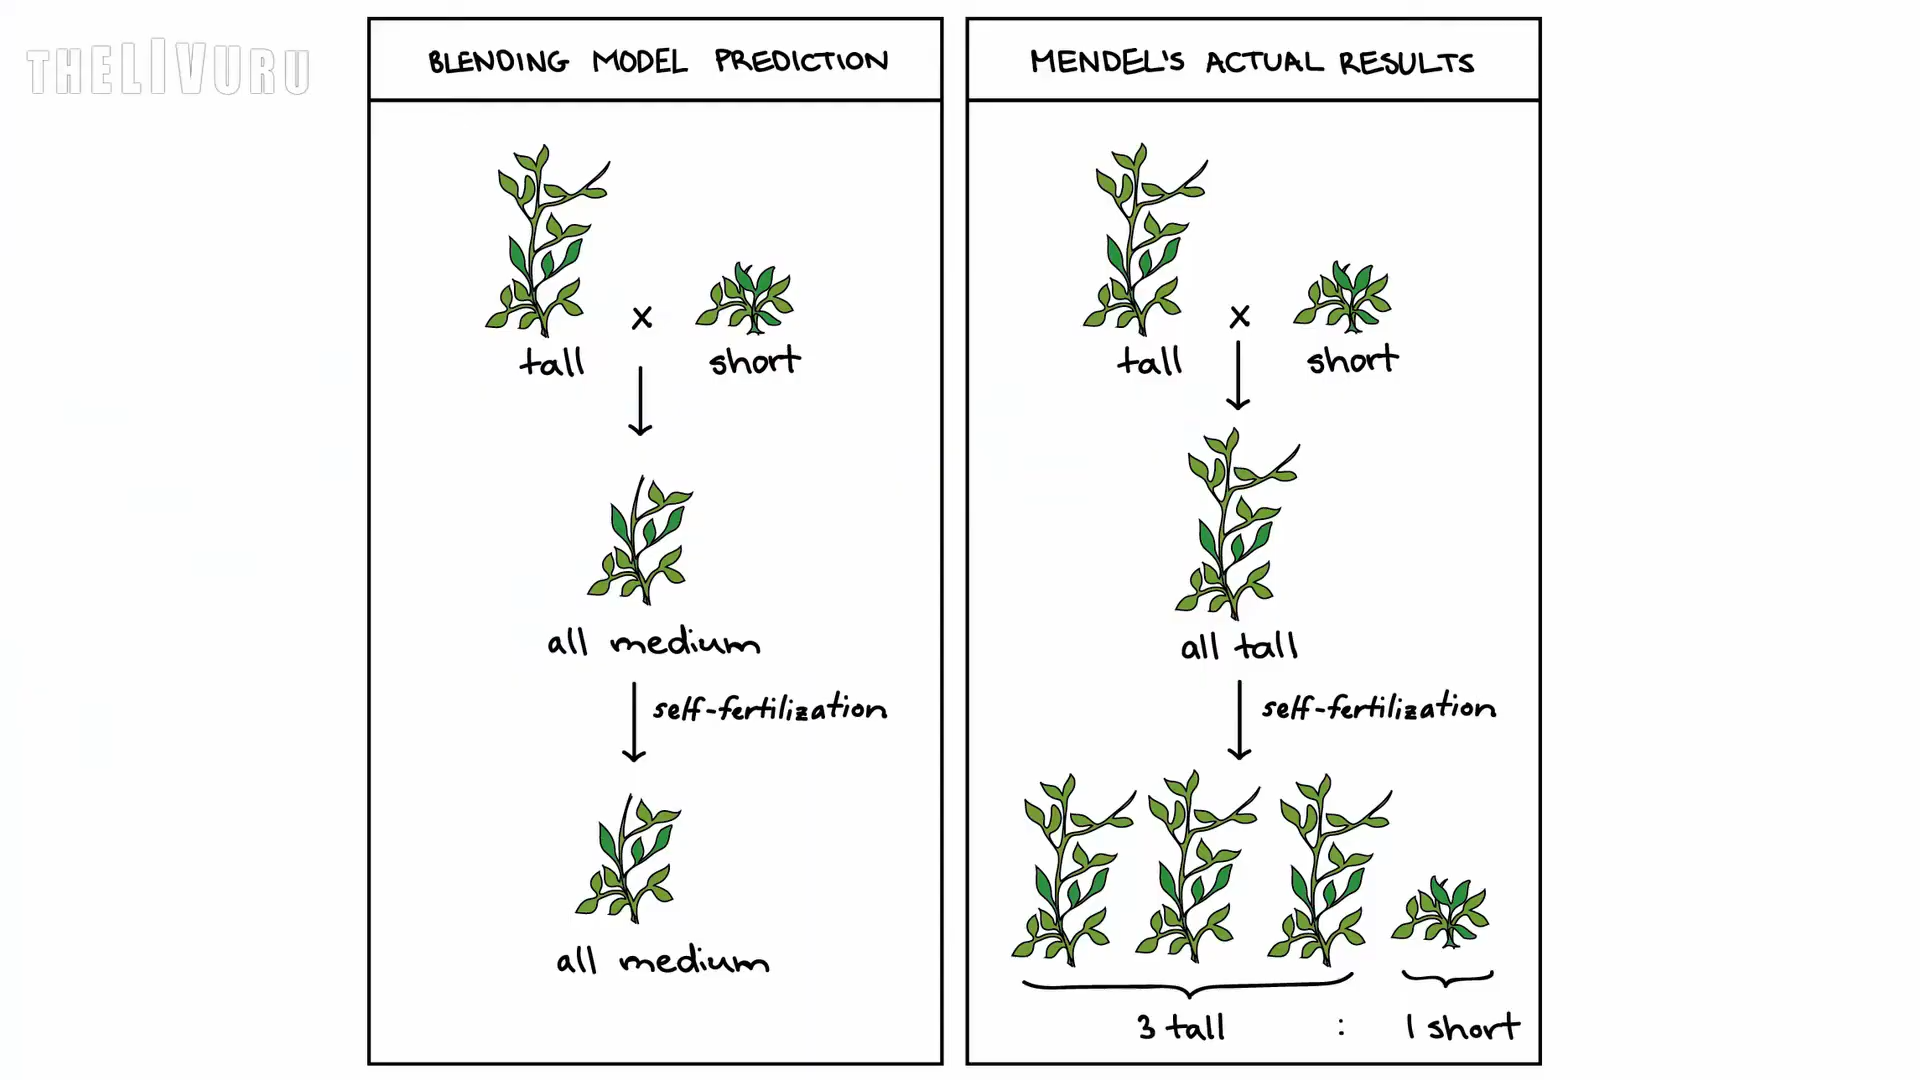 THELIVURU
BLENDING MODEL PREDICTION
x
tall short
all medium
self-fertilization
all medium
MENDEL'S ACTUAL RESULTS
x
tall short
all tall
self-fertilization
3 tall : 1 short